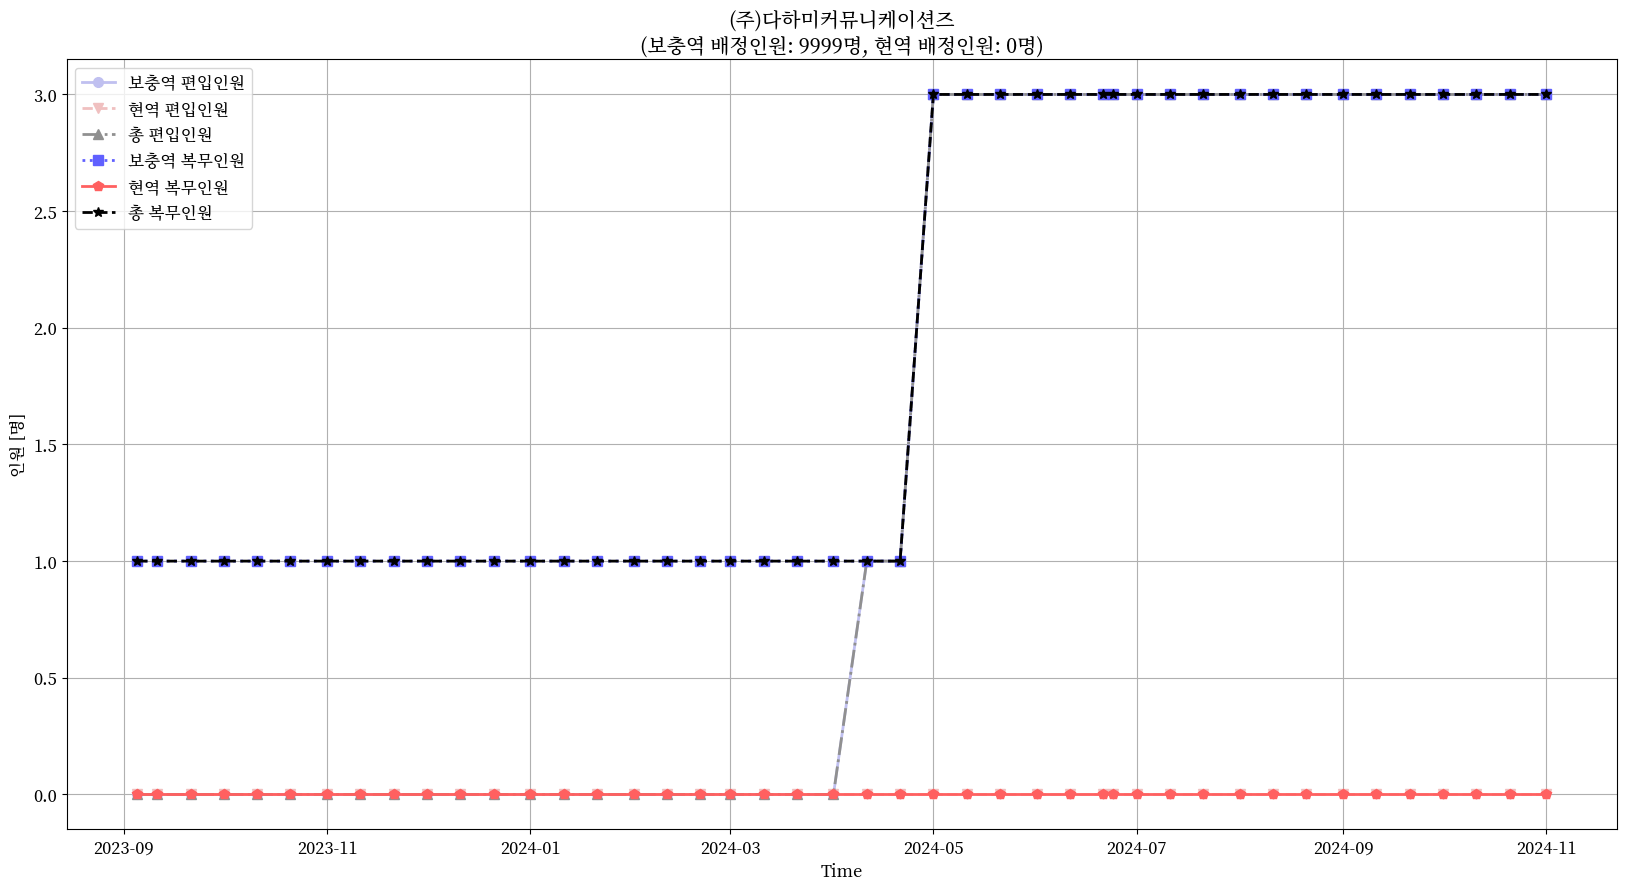 (주)다하미커뮤니케이션즈
(보충역 배정인원: 9999명, 현역 배정인원: 0명)
보충역 편입인원
현역 편입인원
총 편입인원
보충역 복무인원
현역 복무인원
총 복무인원
3.0
2.5
2.0
1.5
1.0
0.5
0.0
인원 [명]
2023-09
2023-11
2024-01
2024-03
2024-05
2024-07
2024-09
2024-11
Time